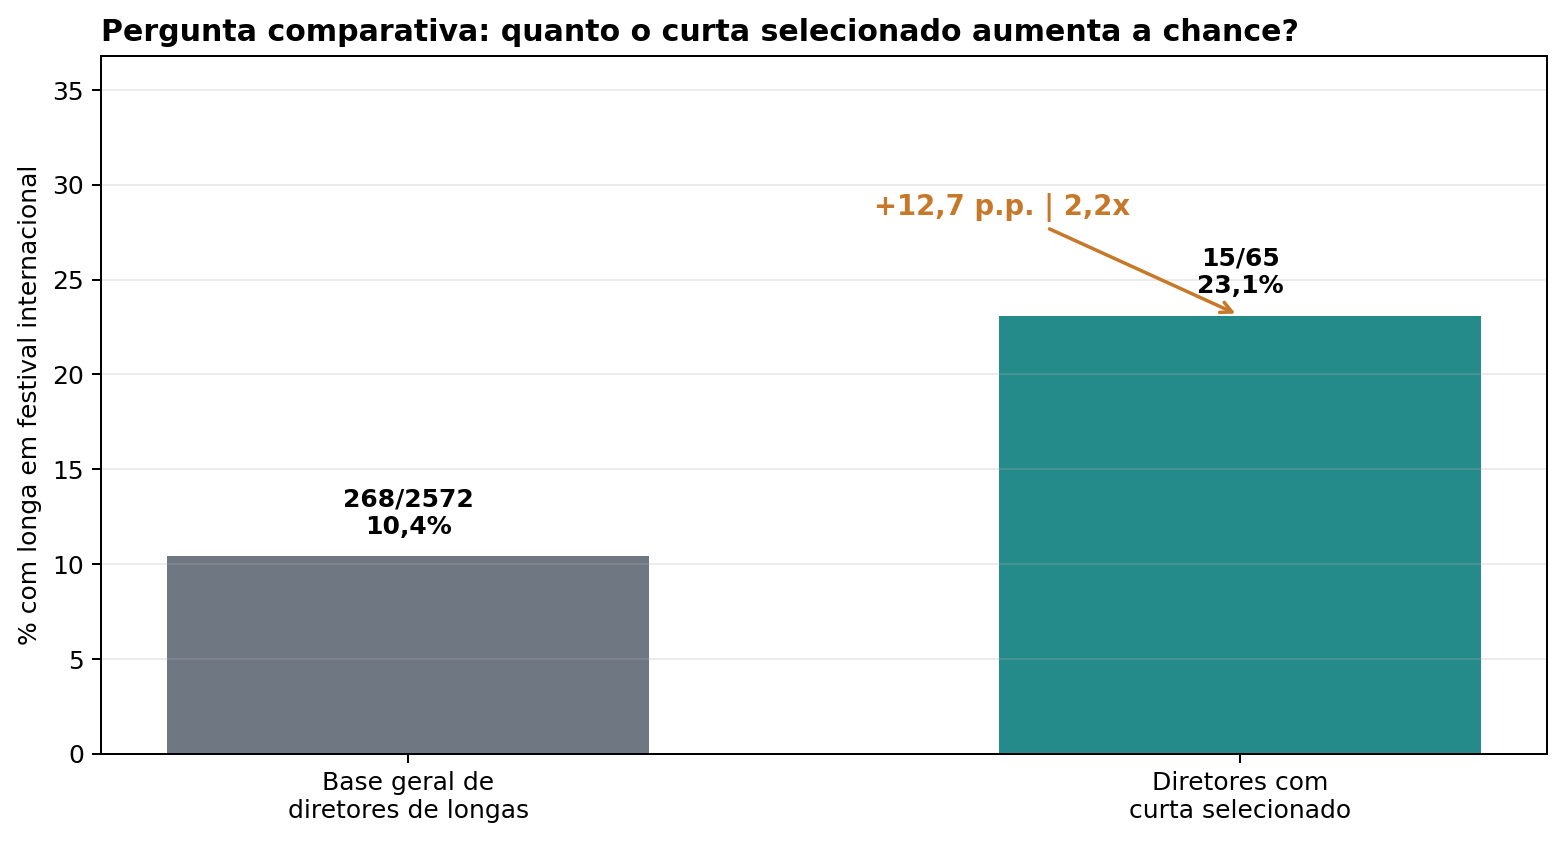 Pergunta comparativa: quanto o curta selecionado aumenta a chance?
% com longa em festival internacional
35
30
25
20
15
10
5
0
+12,7 p.p. | 2,2x
15/65
23,1%
268/2572
10,4%
Base geral de
diretores de longas
Diretores com
curta selecionado